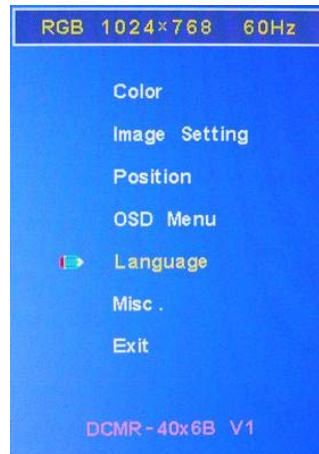 RGB 1024×768 60Hz
Color
Image Setting
Position
OSD Menu
Language
Misc.
Exit
DCMR-40x6B V1